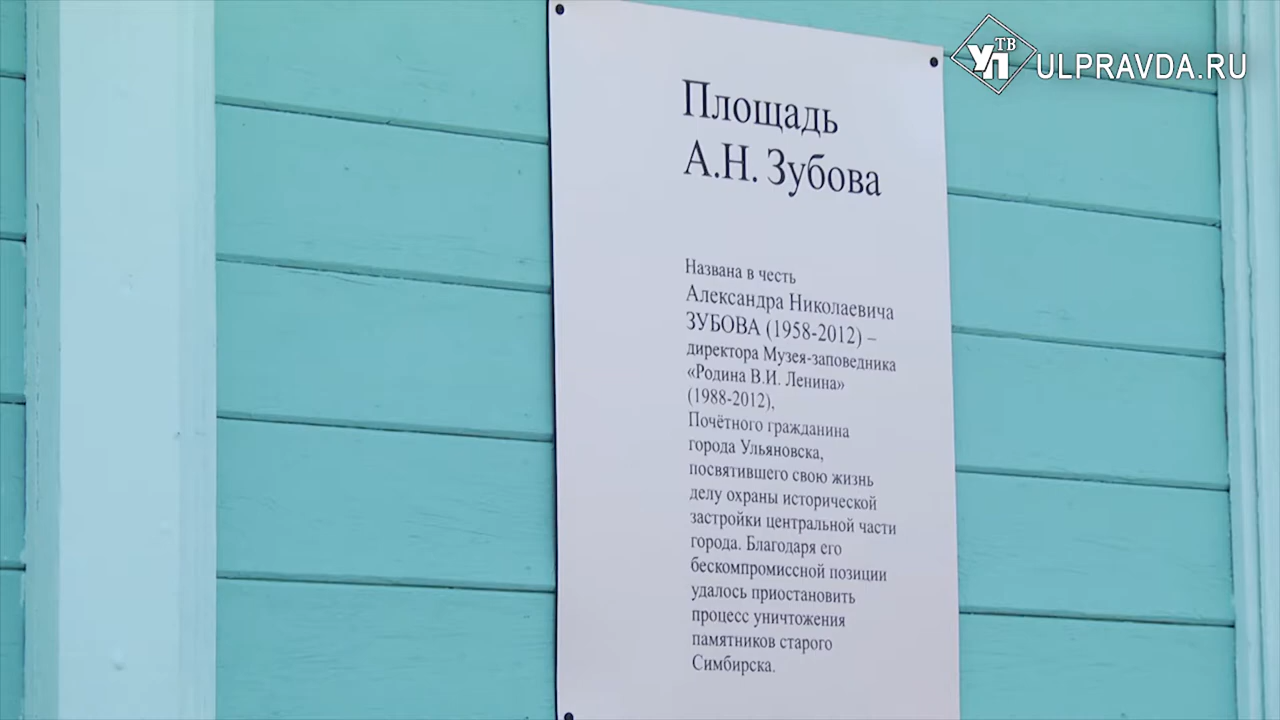 УП ТВ ULPRAVDA.RU
Площадь
А.Н. Зубова
Названа в честь
Александра Николаевича
ЗУБОВА (1958-2012) –
директора Музея-заповедника
«Родина В.И. Ленина»
(1988-2012),
Почётного гражданина
города Ульяновска,
посвятившего свою жизнь
делу охраны исторической
застройки центральной части
города. Благодаря его
бескомпромиссной позиции
удалось приостановить
процесс уничтожения
памятников старого
Симбирска.